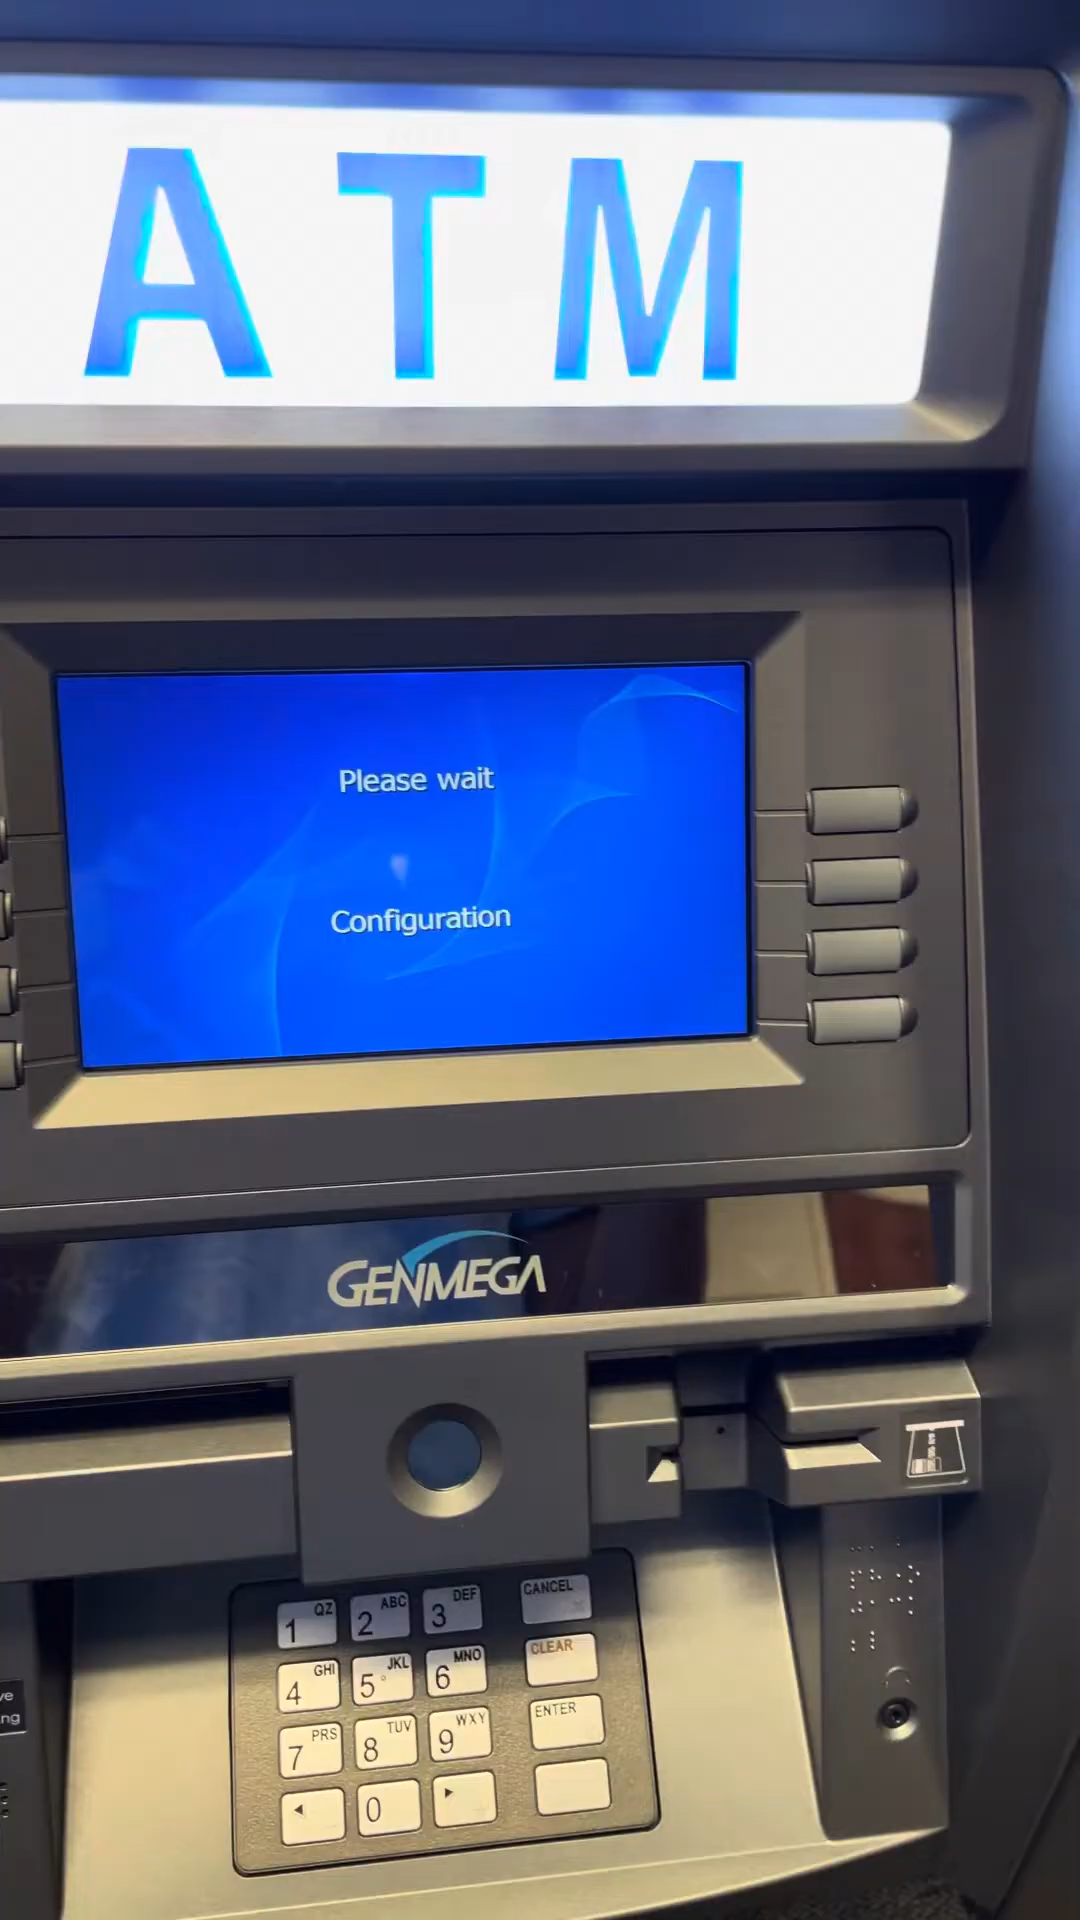 ATM
Please wait
Configuration
GENMEGA
1 QZ
2 ABC
3 DEF
CANCEL
4 GHI
5 JKL
6 MNO
CLEAR
7 PRS
8 TUV
9 WXY
ENTER
0